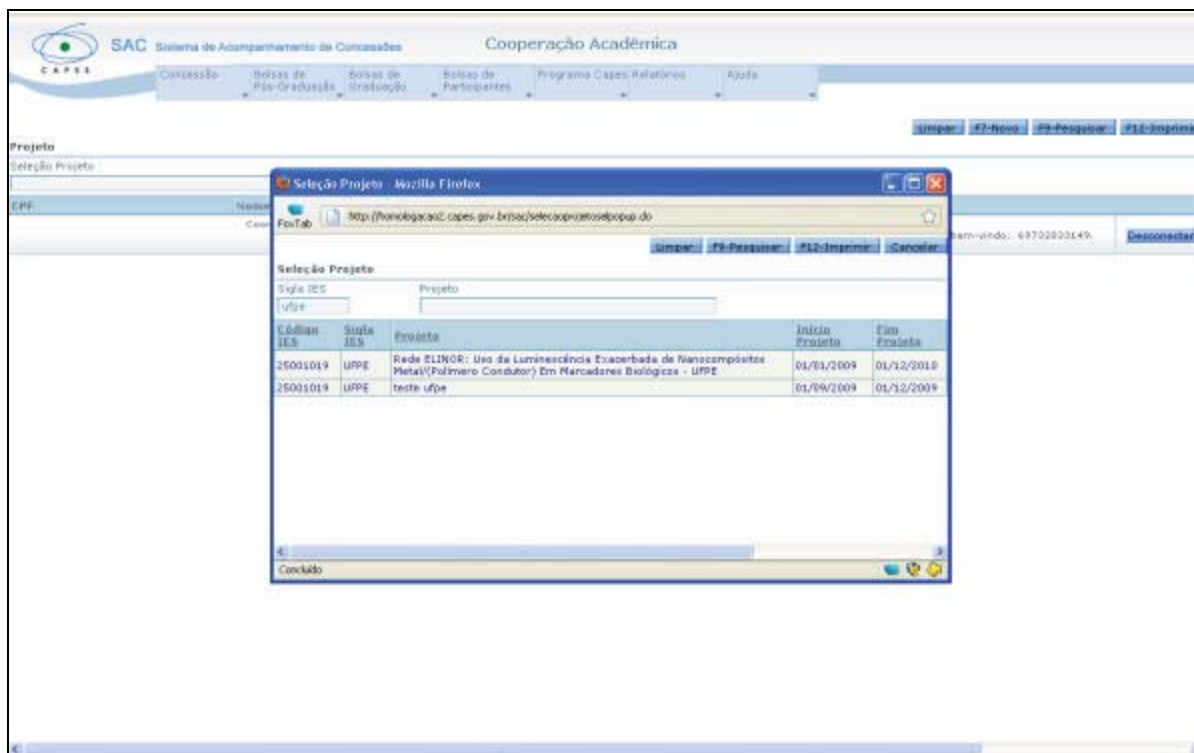 CAPES
SAC Sistema de Acompanhamento de Concessões
Cooperação Acadêmica
Concessão
Bolsas de Pós-Graduação
Bolsas de Graduação
Bolsas de Participantes
Programa Capes
Relatórios
Ajuda
Limpar F7-Novo F9-Pesquisar F12-Imprimir
Projeto
Seleção Projeto
CPF Nome
bem-vindo:
Desconectar
Seleção Projeto - Mozilla Firefox
FoxTab
http://homologacao2.capes.gov.br/sac/selecaoprojetoselpopup.do
Limpar F9-Pesquisar F12-Imprimir Cancelar
Seleção Projeto
Sigla IES Projeto
ufpe
Código IES Sigla IES Projeto Início Projeto Fim Projeto
25001019 UFPE Rede ELINOR: Uso da Luminescência Exacerbada de Nanocompósitos
Metal/(Polímero Condutor) Em Marcadores Biológicos - UFPE 01/01/2009 01/12/2010
25001019 UFPE teste ufpe 01/09/2009 01/12/2009
Concluído